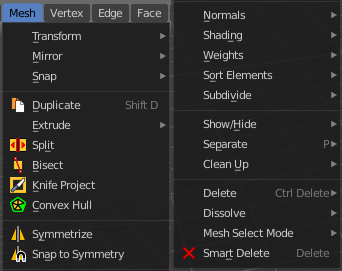 Mesh Vertex Edge Face
Transform
Mirror
Snap
Duplicate Shift D
Extrude
Split
Bisect
Knife Project
Convex Hull
Symmetrize
Snap to Symmetry
Normals
Shading
Weights
Sort Elements
Subdivide
Show/Hide
Separate P
Clean Up
Delete Ctrl Delete
Dissolve
Mesh Select Mode
Smart Delete Delete